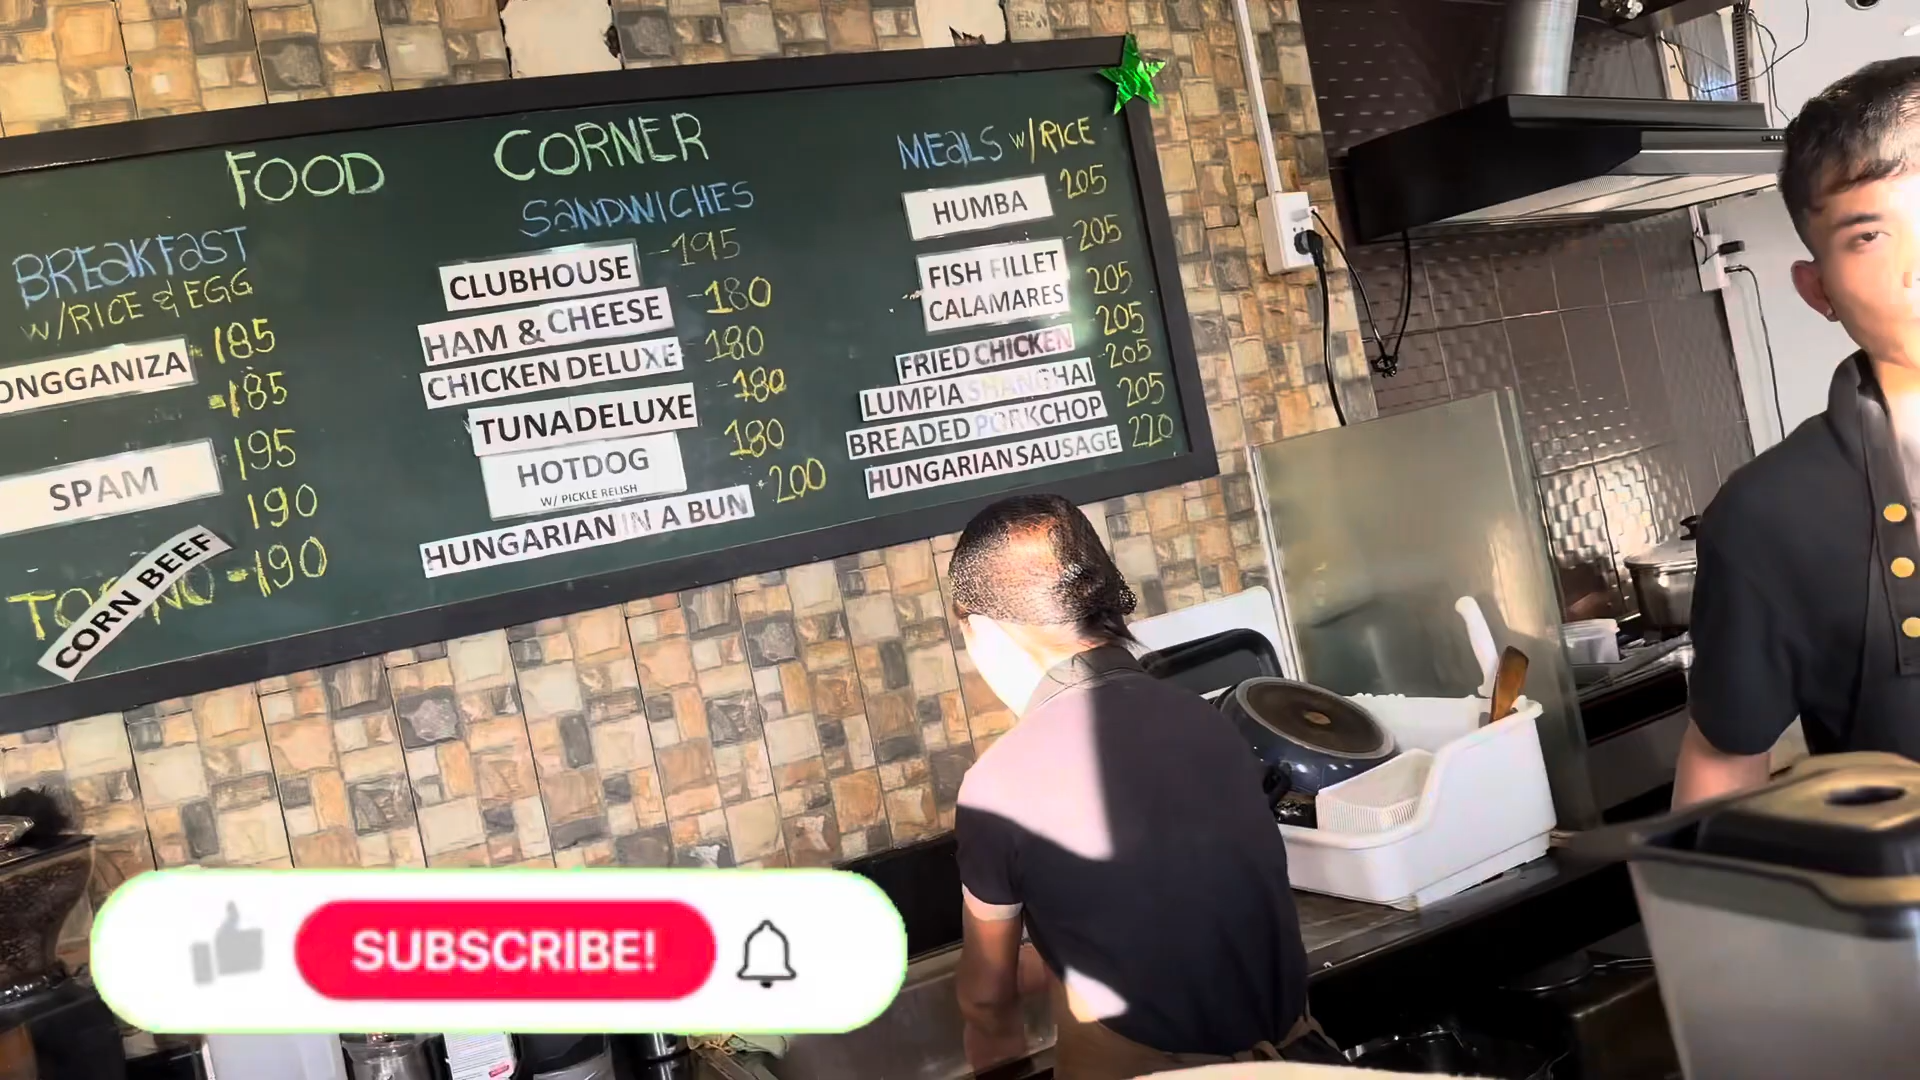 FOOD CORNER
BREAKFAST
W/RICE & EGG
ONGGANIZA -185
-185
SPAM -195
190
CORN BEEF -190
SANDWICHES
CLUBHOUSE -195
HAM & CHEESE -180
CHICKEN DELUXE -180
TUNA DELUXE -180
HOTDOG 180
W/ PICKLE RELISH
HUNGARIAN IN A BUN -200
MEALS W/RICE
HUMBA -205
FISH FILLET -205
CALAMARES 205
FRIED CHICKEN -205
LUMPIA SHANGHAI -205
BREADED PORKCHOP 205
HUNGARIAN SAUSAGE 220
SUBSCRIBE!